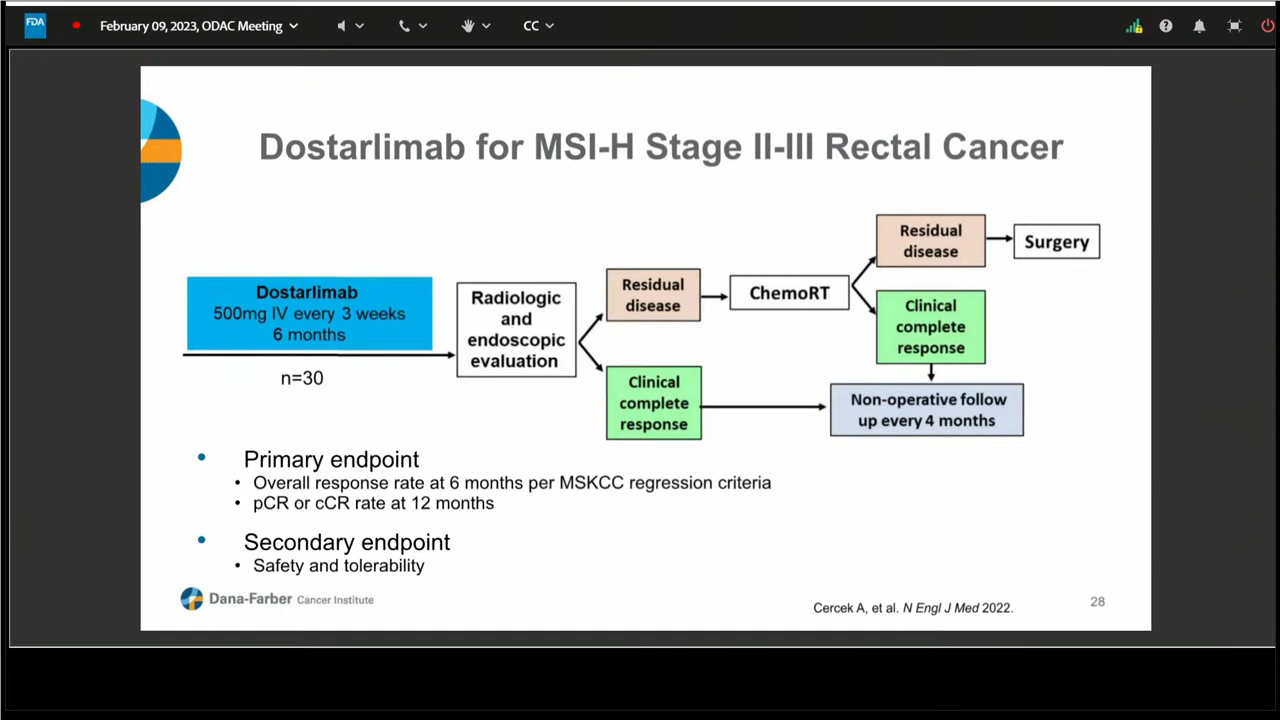 FDA
February 09, 2023, ODAC Meeting
CC
Dostarlimab for MSI-H Stage II-III Rectal Cancer
Dostarlimab
500mg IV every 3 weeks
6 months
n=30
Radiologic
and
endoscopic
evaluation
Residual
disease
Clinical
complete
response
ChemoRT
Residual
disease
Surgery
Clinical
complete
response
Non-operative follow
up every 4 months
• Primary endpoint
• Overall response rate at 6 months per MSKCC regression criteria
• pCR or cCR rate at 12 months
• Secondary endpoint
• Safety and tolerability
Dana-Farber Cancer Institute
Cercek A, et al. N Engl J Med 2022.
28